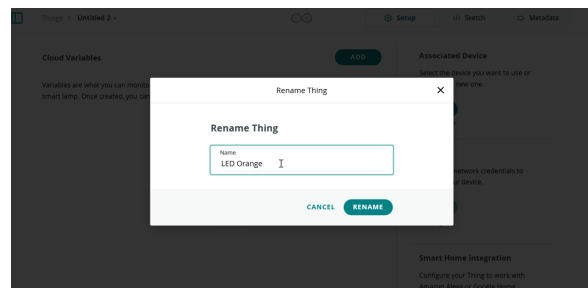 Things / Untitled 2
Setup
</> Sketch
Metadata
Cloud Variables
ADD
Associated Device
Select the device you want to use or
new one.
Variables are what you can monito
smart lamp. Once created, you can
Rename Thing
Rename Thing
Name
LED Orange
CANCEL
RENAME
network credentials to
device.
Smart Home integration
Configure your Thing to work with
Amazon Alexa or Google Home